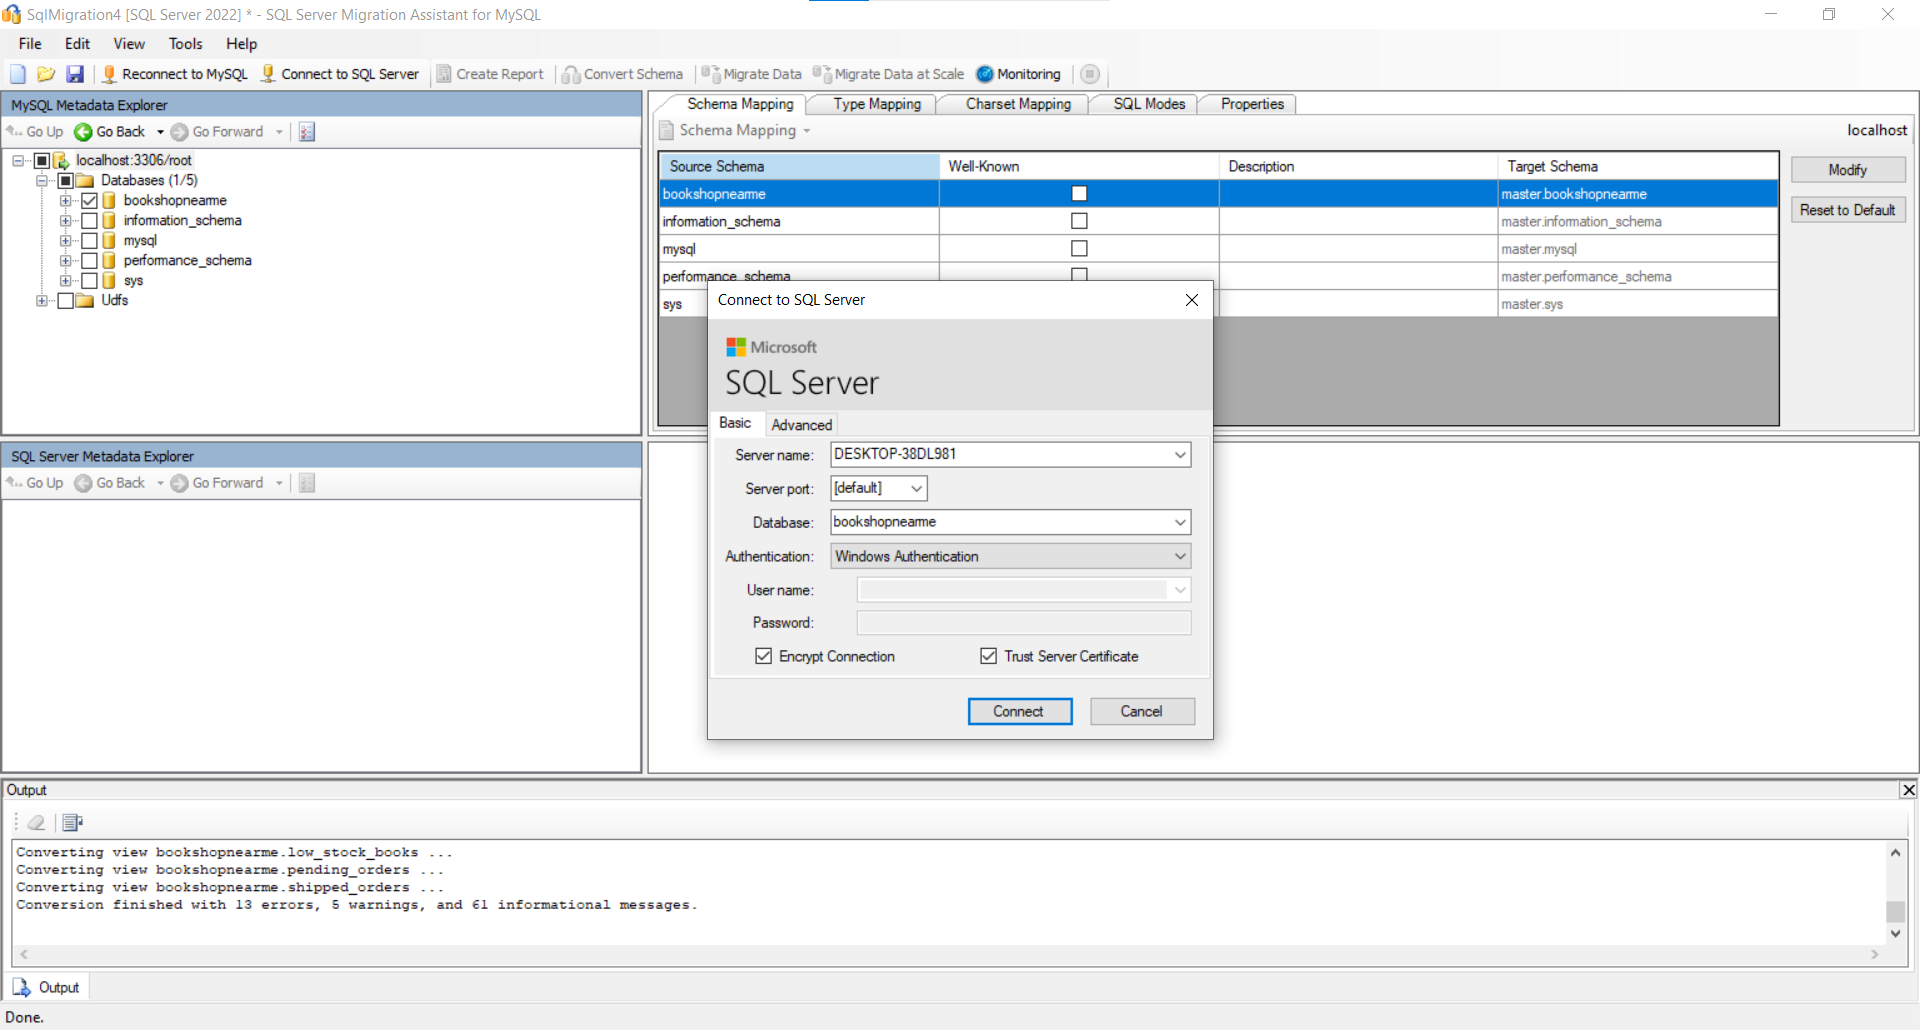 SqlMigration4 [SQL Server 2022] * - SQL Server Migration Assistant for MySQL
File Edit View Tools Help
Reconnect to MySQL Connect to SQL Server Create Report Convert Schema Migrate Data Migrate Data at Scale Monitoring
MySQL Metadata Explorer
Go Up Go Back Go Forward
localhost:3306/root
Databases (1/5)
bookshopnearme
information_schema
mysql
performance_schema
sys
Udfs
Schema Mapping Type Mapping Charset Mapping SQL Modes Properties
Schema Mapping localhost
Source Schema Well-Known Description Target Schema
bookshopnearme master.bookshopnearme
information_schema master.information_schema
mysql master.mysql
performance_schema master.performance_schema
sys master.sys
Modify
Reset to Default
Connect to SQL Server
Microsoft
SQL Server
Basic Advanced
Server name: DESKTOP-38DL981
Server port: [default]
Database: bookshopnearme
Authentication: Windows Authentication
User name:
Password:
Encrypt Connection Trust Server Certificate
Connect Cancel
SQL Server Metadata Explorer
Go Up Go Back Go Forward
Output
Converting view bookshopnearme.low_stock_books ...
Converting view bookshopnearme.pending_orders ...
Converting view bookshopnearme.shipped_orders ...
Conversion finished with 13 errors, 5 warnings, and 61 informational messages.
Output
Done.